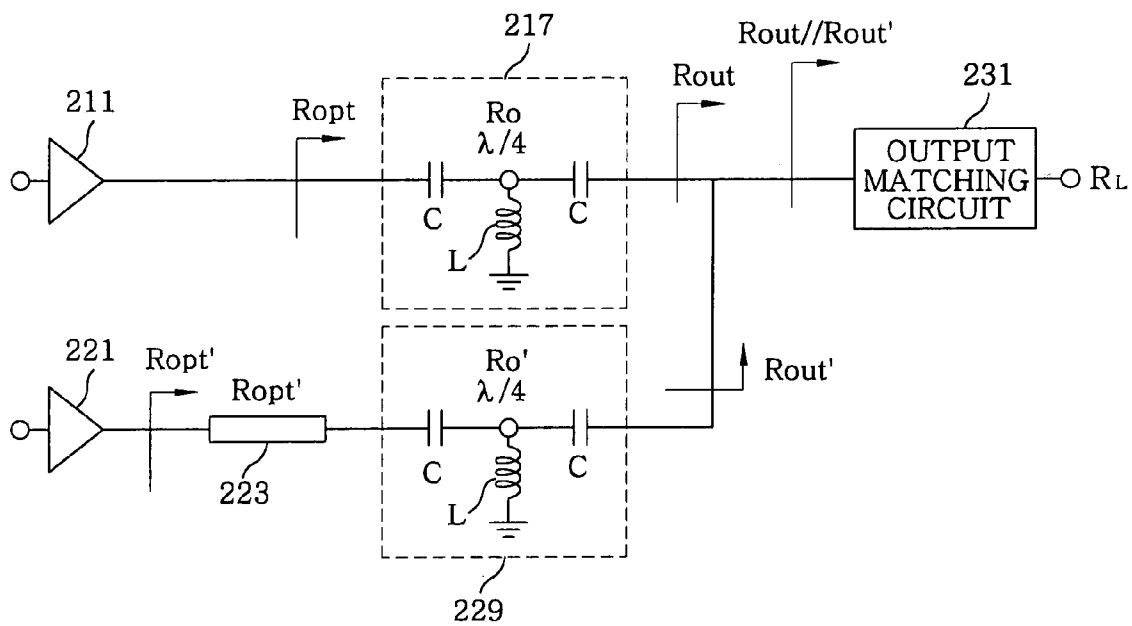 217
Rout//Rout'
Rout
231
211
Ropt
Ro
λ/4
OUTPUT
MATCHING
CIRCUIT
RL
C
C
L
221
Ropt'
Ropt'
Ro'
λ/4
Rout'
223
C
C
L
229